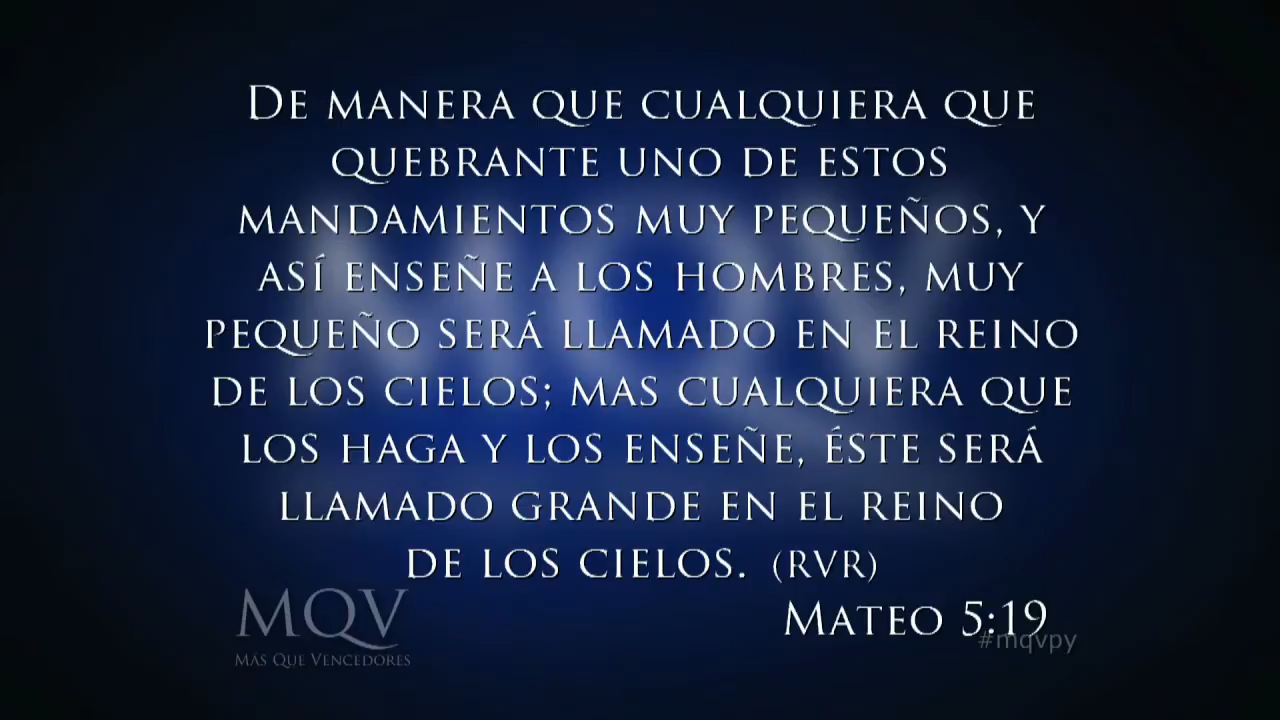 De manera que cualquiera que
quebrante uno de estos
mandamientos muy pequeños, y
así enseñe a los hombres, muy
pequeño será llamado en el reino
de los cielos; mas cualquiera que
los haga y los enseñe, éste será
llamado grande en el reino
de los cielos. (RVR)
Mateo 5:19
#mqvpy
MQV
Más Que Vencedores